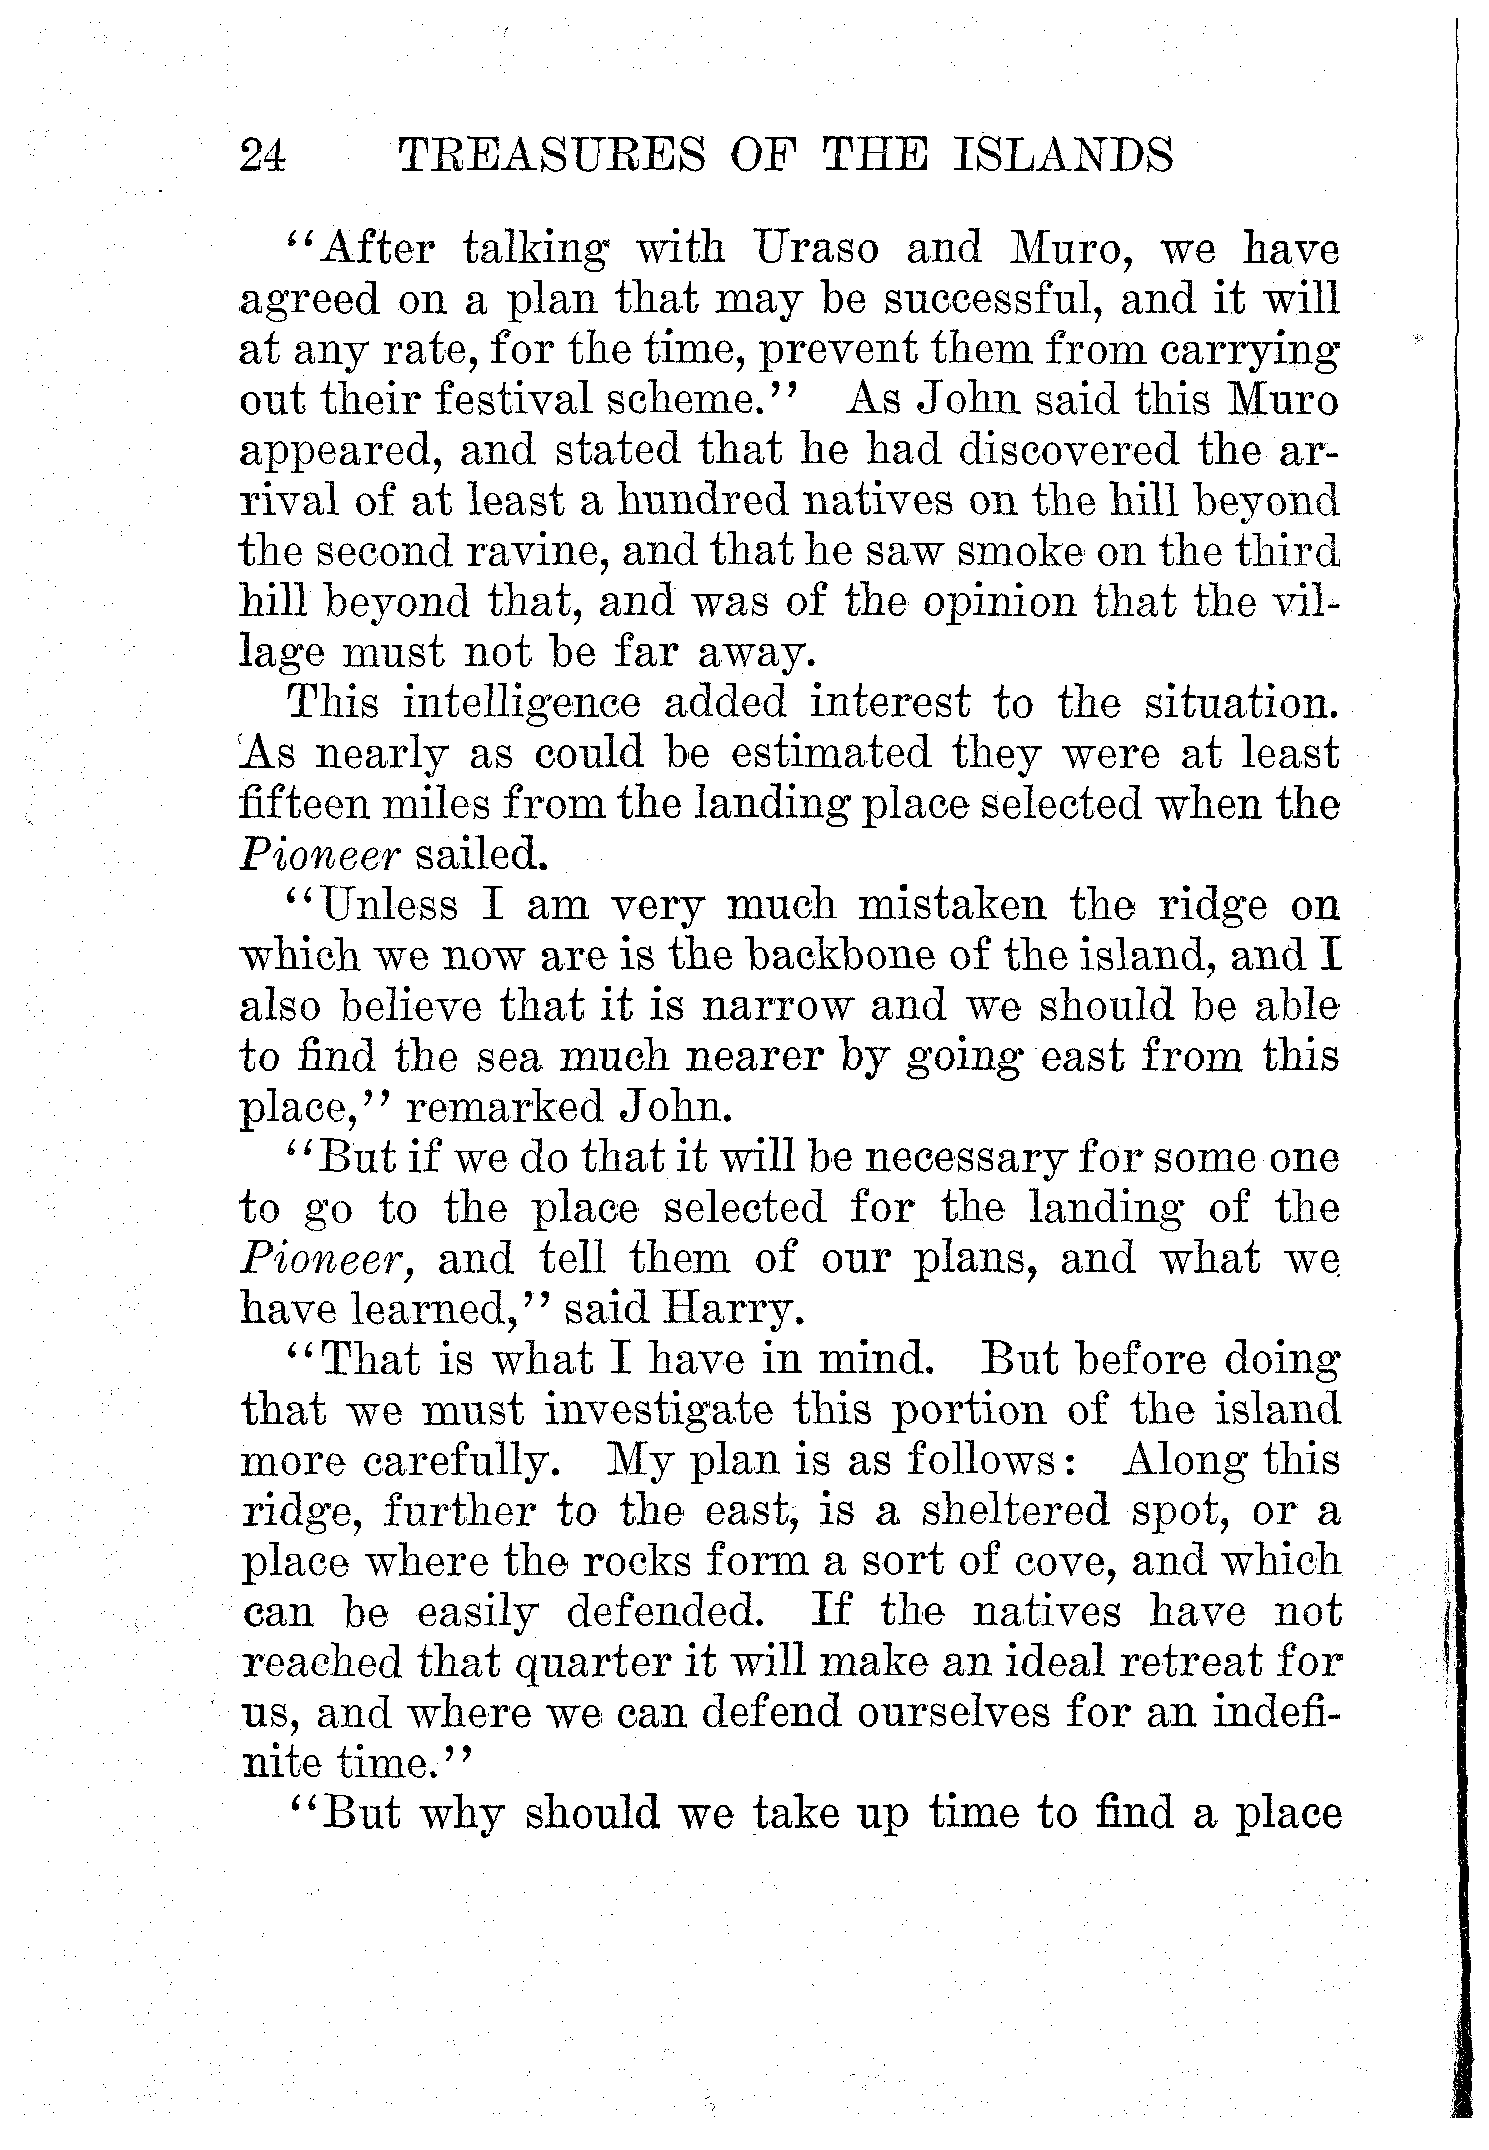 24 TREASURES OF THE ISLANDS
"After talking with Uraso and Muro, we have
agreed on a plan that may be successful, and it will
at any rate, for the time, prevent them from carrying
out their festival scheme." As John said this Muro
appeared, and stated that he had discovered the ar-
rival of at least a hundred natives on the hill beyond
the second ravine, and that he saw smoke on the third
hill beyond that, and was of the opinion that the vil-
lage must not be far away.
This intelligence added interest to the situation.
As nearly as could be estimated they were at least
fifteen miles from the landing place selected when the
Pioneer sailed.
"Unless I am very much mistaken the ridge on
which we now are is the backbone of the island, and I
also believe that it is narrow and we should be able
to find the sea much nearer by going east from this
place," remarked John.
"But if we do that it will be necessary for some one
to go to the place selected for the landing of the
Pioneer, and tell them of our plans, and what we
have learned," said Harry.
"That is what I have in mind. But before doing
that we must investigate this portion of the island
more carefully. My plan is as follows: Along this
ridge, further to the east, is a sheltered spot, or a
place where the rocks form a sort of cove, and which
can be easily defended. If the natives have not
reached that quarter it will make an ideal retreat for
us, and where we can defend ourselves for an indefi-
nite time."
"But why should we take up time to find a place